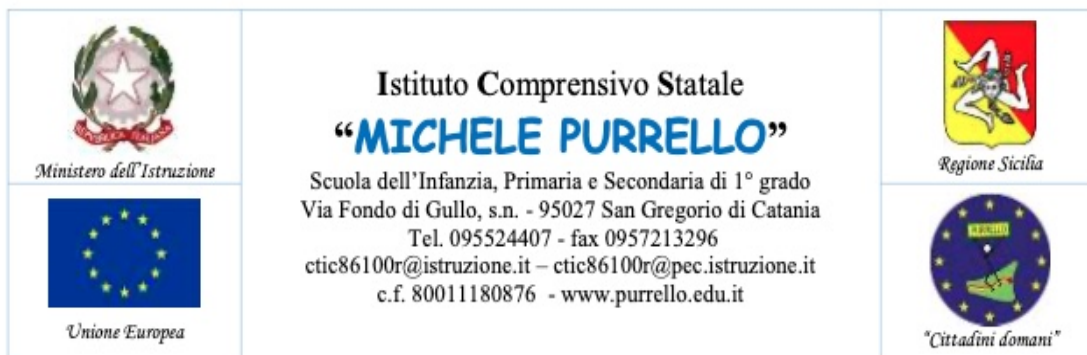 REPUBBLICA ITALIANA
Ministero dell'Istruzione
Unione Europea
Istituto Comprensivo Statale
“MICHELE PURRELLO”
Scuola dell'Infanzia, Primaria e Secondaria di 1° grado
Via Fondo di Gullo, s.n. - 95027 San Gregorio di Catania
Tel. 095524407 - fax 0957213296
ctic86100r@istruzione.it – ctic86100r@pec.istruzione.it
c.f. 80011180876 - www.purrello.edu.it
Regione Sicilia
“Cittadini domani”